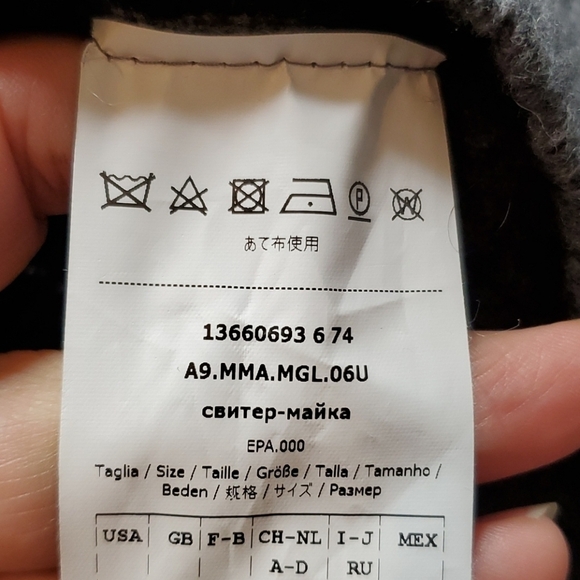 P W
あて布使用
13660693 6 74
A9.MMA.MGL.06U
свитер-майка
EPA.000
Taglia / Size / Taille / Größe / Talla / Tamanho /
Beden / 规格 / サイズ / Размер
USA GB F-B CH-NL I-J MEX
A-D RU